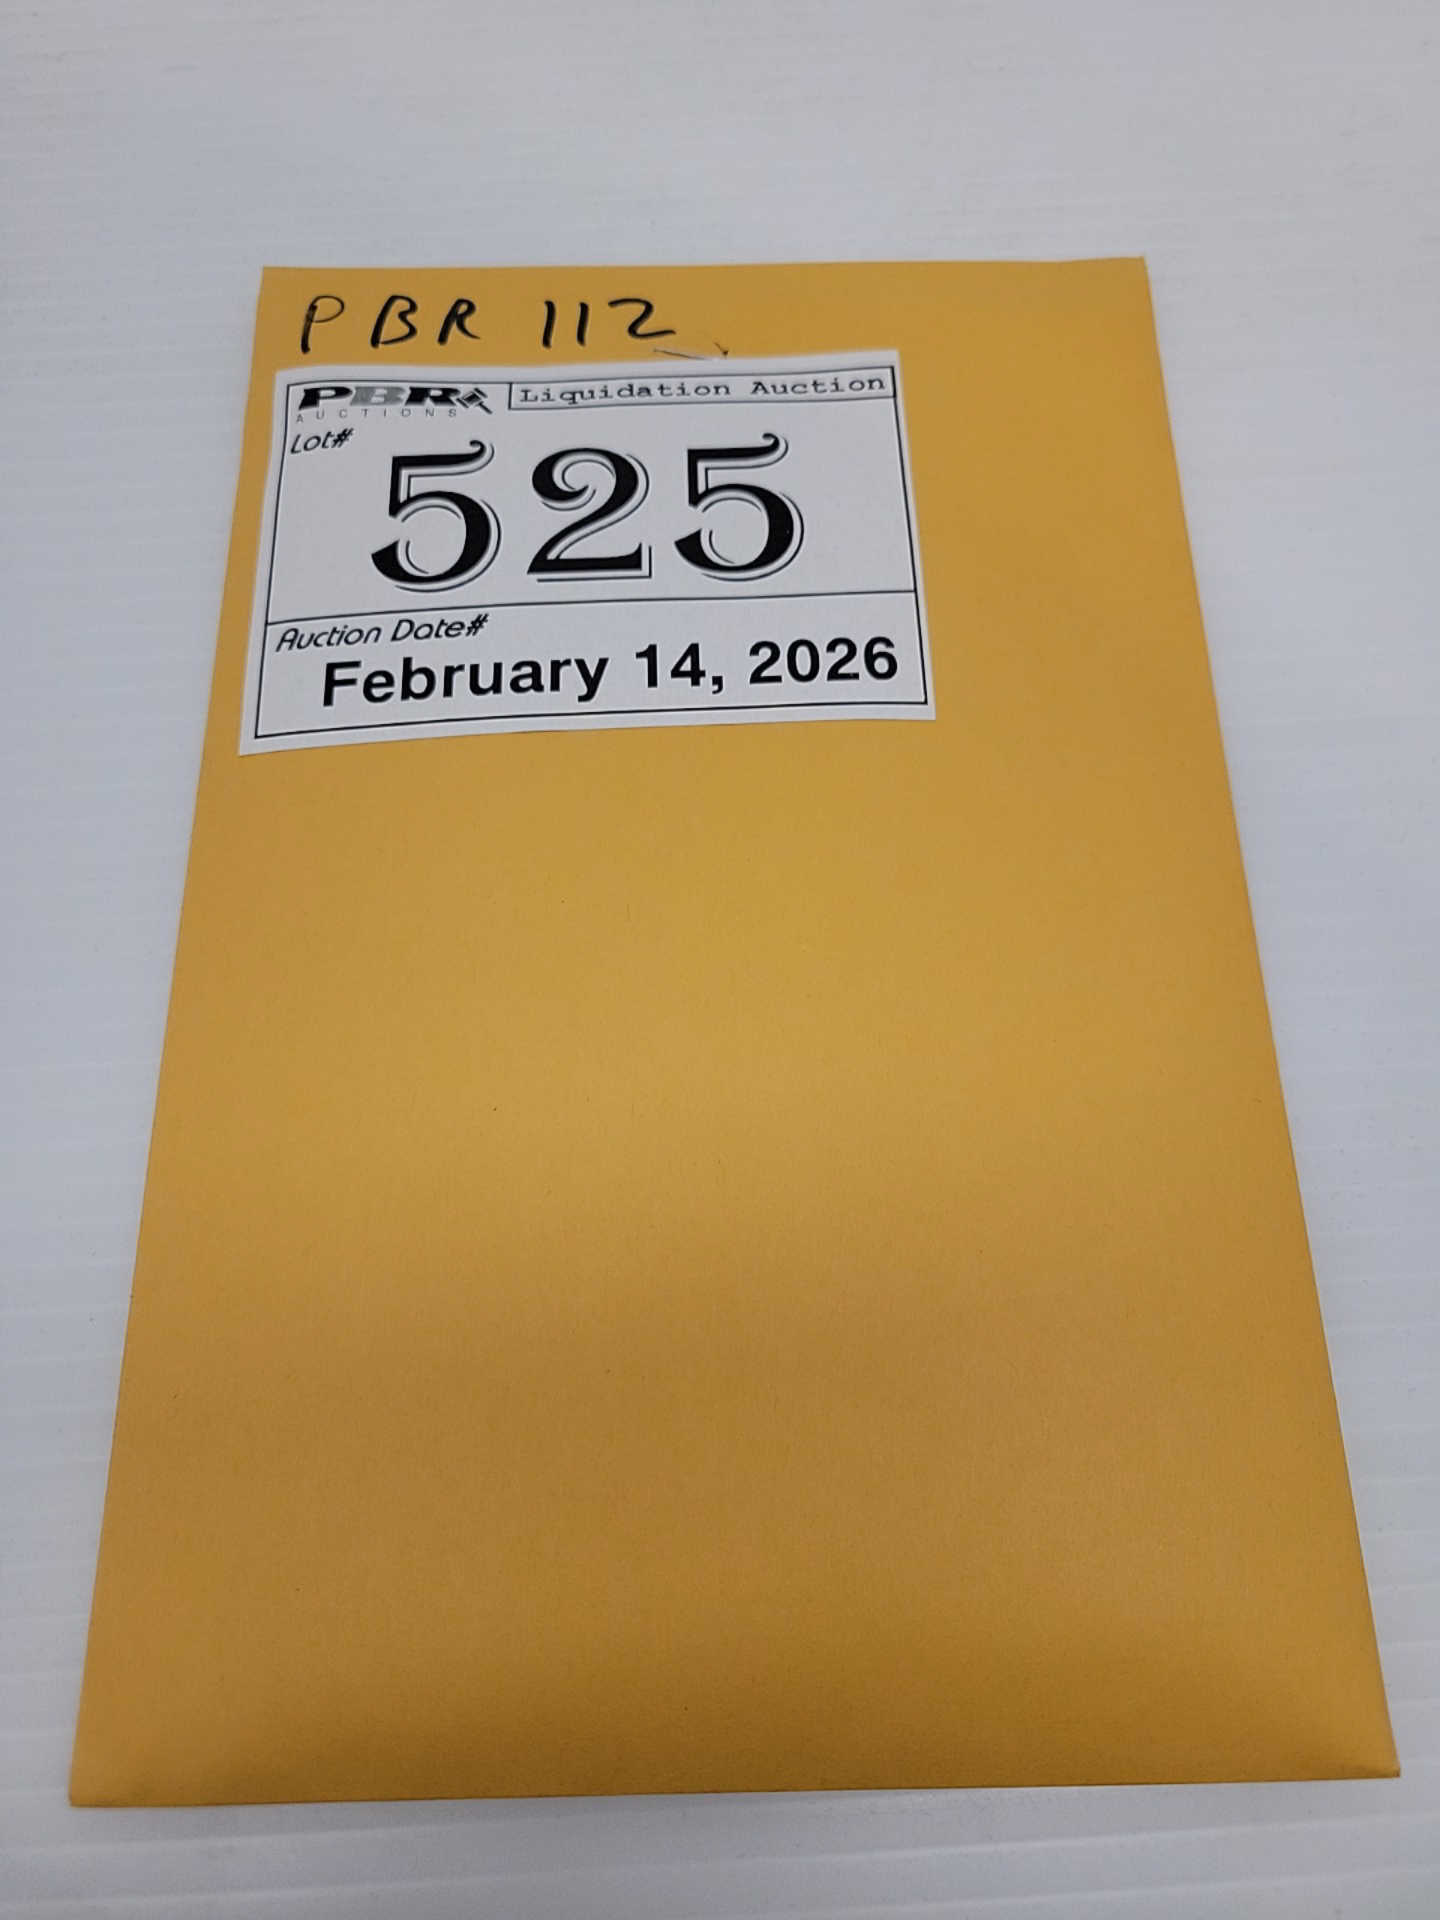 PBR 112
PBR Liquidation Auction
AUCTIONS
Lot#
525
Auction Date#
February 14, 2026